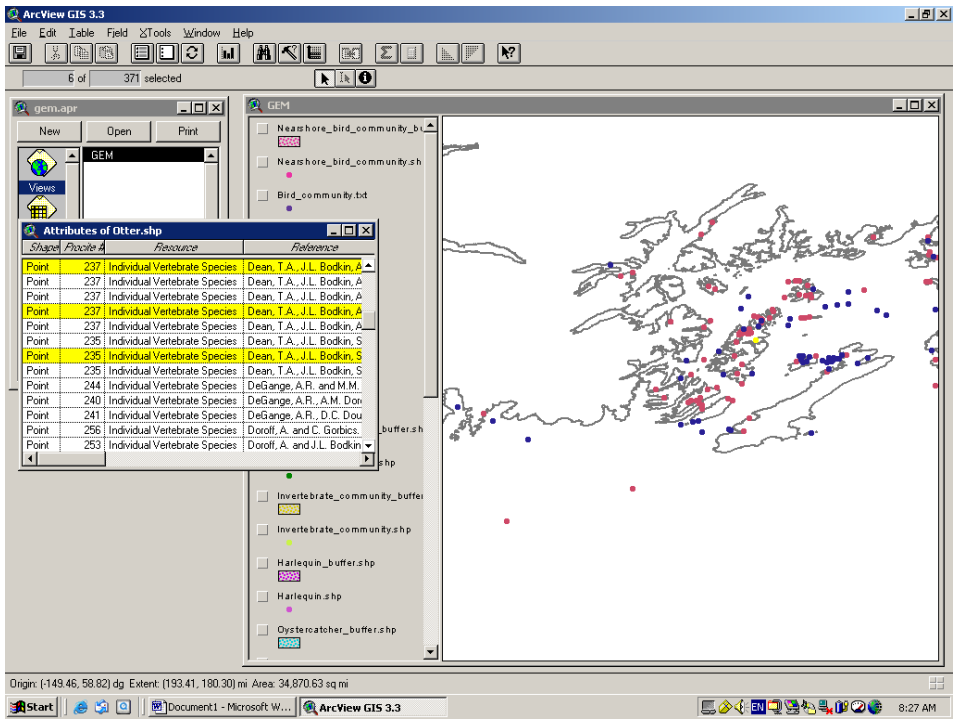 ArcView GIS 3.3
File Edit Table Field XTools Window Help
6 of 371 selected
gem.apr
New Open Print
Views
GEM
GEM
Nearshore_bird_community_bu
Nearshore_bird_community.sh
Bird_community.txt
Attributes of Otter.shp
Shape Procite # Resource Reference
Point 237 Individual Vertebrate Species Dean, T.A., J.L. Bodkin, A
Point 237 Individual Vertebrate Species Dean, T.A., J.L. Bodkin, A
Point 237 Individual Vertebrate Species Dean, T.A., J.L. Bodkin, A
Point 237 Individual Vertebrate Species Dean, T.A., J.L. Bodkin, A
Point 237 Individual Vertebrate Species Dean, T.A., J.L. Bodkin, A
Point 235 Individual Vertebrate Species Dean, T.A., J.L. Bodkin, S
Point 235 Individual Vertebrate Species Dean, T.A., J.L. Bodkin, S
Point 235 Individual Vertebrate Species Dean, T.A., J.L. Bodkin, S
Point 244 Individual Vertebrate Species DeGange, A.R. and M.M.
Point 240 Individual Vertebrate Species DeGange, A.R., A.M. Doro
Point 241 Individual Vertebrate Species DeGange, A.R., D.C. Dou
Point 256 Individual Vertebrate Species Doroff, A. and C. Gorbics.
Point 253 Individual Vertebrate Species Doroff, A. and J.L. Bodkin
_buffer.sh
hp
Invertebrate_community_buffer
Invertebrate_community.shp
Harlequin_buffer.shp
Harlequin.shp
Oystercatcher_buffer.shp
Origin: (-149.46, 58.82) dg Extent: (193.41, 180.30) mi Area: 34,870.63 sq mi
Start Document1 - Microsoft W... ArcView GIS 3.3 EN 8:27 AM